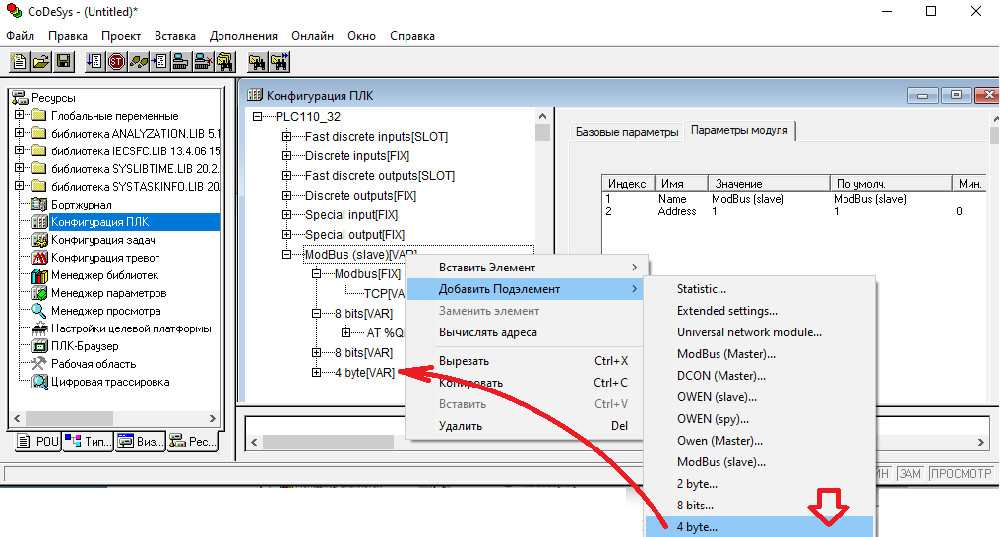 CoDeSys - (Untitled)*
Файл Правка Проект Вставка Дополнения Онлайн Окно Справка
Ресурсы
Глобальные переменные
библиотека ANALYZATION.LIB 5.1
библиотека IECSFC.LIB 13.4.06 15
библиотека SYSLIBTIME.LIB 20.2.
библиотека SYSTASKINFO.LIB 20.
Бортжурнал
Конфигурация ПЛК
Конфигурация задач
Конфигурация тревог
Менеджер библиотек
Менеджер параметров
Менеджер просмотра
Настройки целевой платформы
ПЛК-Браузер
Рабочая область
Цифровая трассировка
POU Тип... Виз... Рес...
Конфигурация ПЛК
PLC110_32
Fast discrete inputs[SLOT]
Discrete inputs[FIX]
Fast discrete outputs[SLOT]
Discrete outputs[FIX]
Special input[FIX]
Special output[FIX]
ModBus (slave)[VAR]
Modbus[FIX]
TCP[VA
8 bits[VAR]
AT %Q
8 bits[VAR]
4 byte[VAR]
Базовые параметры Параметры модуля
Индекс Имя Значение По умолч. Мин.
1 Name ModBus (slave) ModBus (slave)
2 Address 1 1 0
Вставить Элемент
Добавить Подэлемент
Заменить элемент
Вычислять адреса
Вырезать Ctrl+X
Копировать Ctrl+C
Вставить Ctrl+V
Удалить Del
Statistic...
Extended settings...
Universal network module...
ModBus (Master)...
DCON (Master)...
OWEN (slave)...
OWEN (spy)...
Owen (Master)...
ModBus (slave)...
2 byte...
8 bits...
4 byte...
ЙН ЗАМ ПРОСМОТР